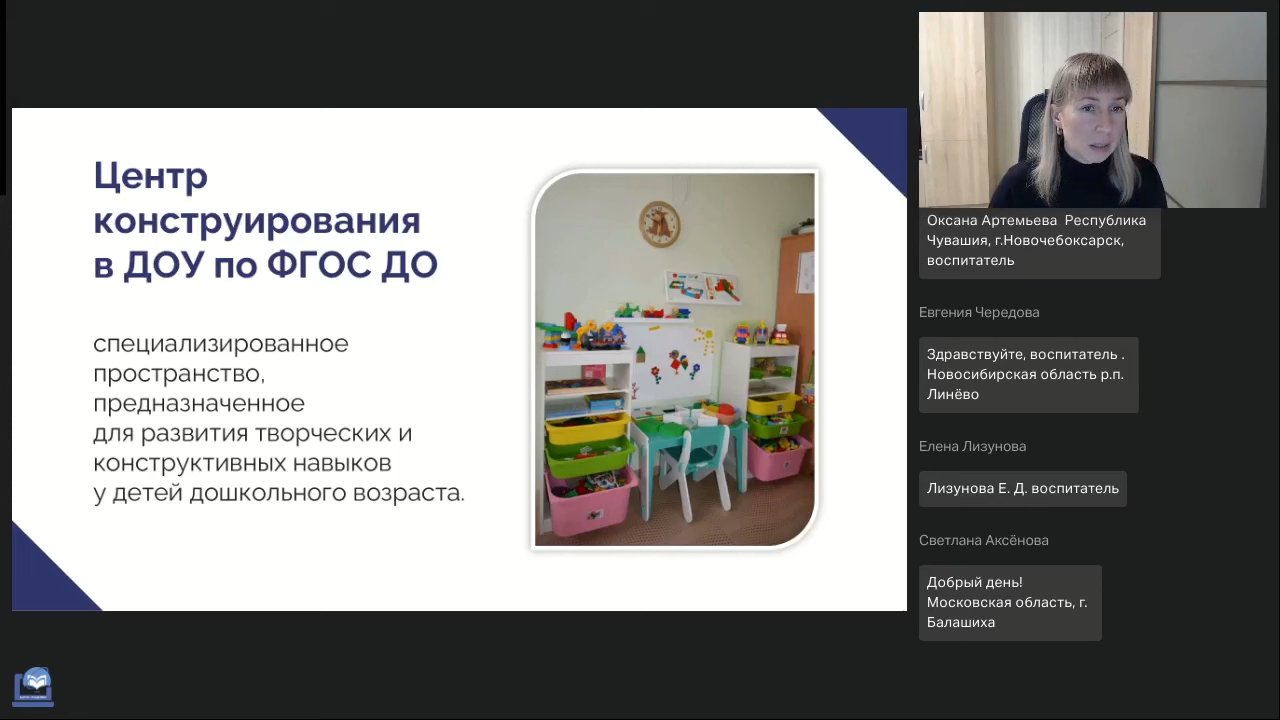 Центр
конструирования
в ДОУ по ФГОС ДО
специализированное
пространство,
предназначенное
для развития творческих и
конструктивных навыков
у детей дошкольного возраста.
Оксана Артемьева Республика
Чувашия, г.Новочебоксарск,
воспитатель
Евгения Чередова
Здравствуйте, воспитатель .
Новосибирская область р.п.
Линёво
Елена Лизунова
Лизунова Е. Д. воспитатель
Светлана Аксёнова
Добрый день!
Московская область, г.
Балашиха